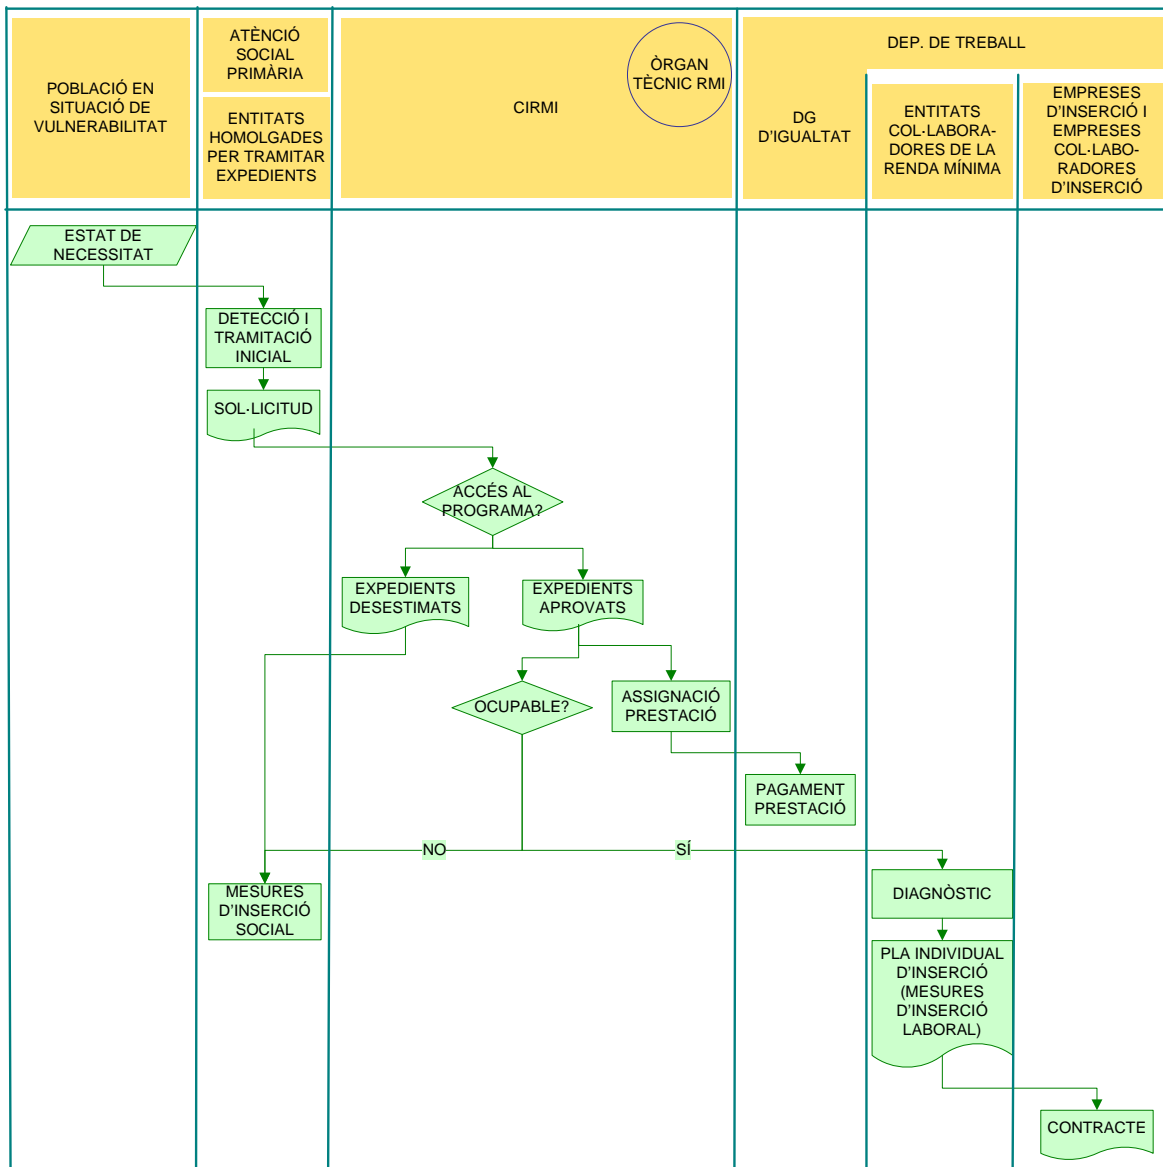 POBLACIÓ EN
SITUACIÓ DE
VULNERABILITAT
ATÈNCIÓ
SOCIAL
PRIMÀRIA
ENTITATS
HOMOLGADES
PER TRAMITAR
EXPEDIENTS
CIRMI
ÒRGAN
TÈCNIC RMI
DEP. DE TREBALL
DG
D'IGUALTAT
ENTITATS
COL·LABORA-
DORES DE LA
RENDA MÍNIMA
EMPRESES
D'INSERCIÓ I
EMPRESES
COL·LABO-
RADORES
D'INSERCIÓ
ESTAT DE
NECESSITAT
DETECCIÓ I
TRAMITACIÓ
INICIAL
SOL·LICITUD
ACCÉS AL
PROGRAMA?
EXPEDIENTS
DESESTIMATS
EXPEDIENTS
APROVATS
OCUPABLE?
ASSIGNACIÓ
PRESTACIÓ
PAGAMENT
PRESTACIÓ
NO
SÍ
MESURES
D'INSERCIÓ
SOCIAL
DIAGNÒSTIC
PLA INDIVIDUAL
D'INSERCIÓ
(MESURES
D'INSERCIÓ
LABORAL)
CONTRACTE